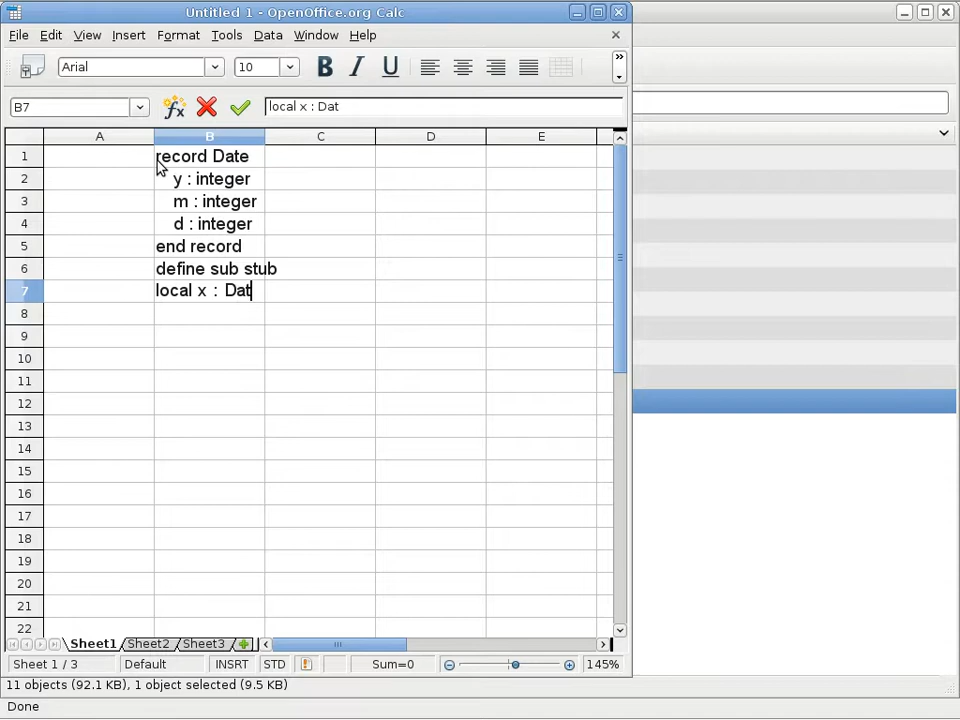 Untitled 1 - OpenOffice.org Calc
File Edit View Insert Format Tools Data Window Help
Arial 10 B I U
B7 fx local x : Dat
A B C D E
1 record Date
2 y : integer
3 m : integer
4 d : integer
5 end record
6 define sub stub
7 local x : Dat
8
9
10
11
12
13
14
15
16
17
18
19
20
21
22
Sheet1 Sheet2 Sheet3
Sheet 1 / 3 Default INSRT STD Sum=0 145%
11 objects (92.1 KB), 1 object selected (9.5 KB)
Done